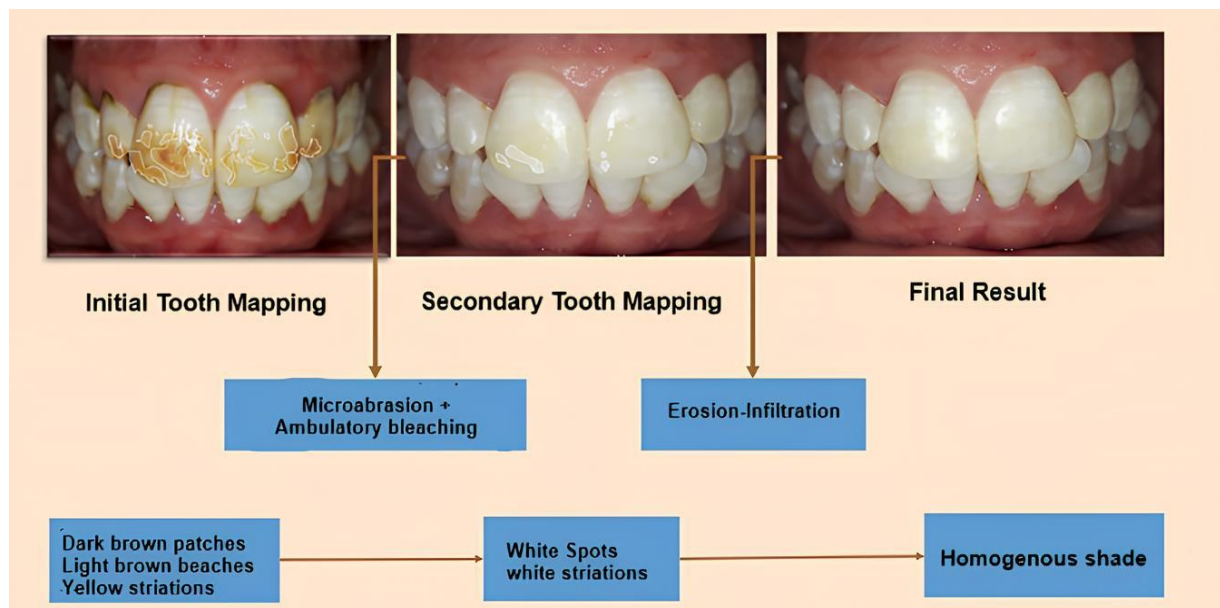 Initial Tooth Mapping
Secondary Tooth Mapping
Final Result
Microabrasion +
Ambulatory bleaching
Erosion-Infiltration
Dark brown patches
Light brown beaches
Yellow striations
White Spots
white striations
Homogenous shade